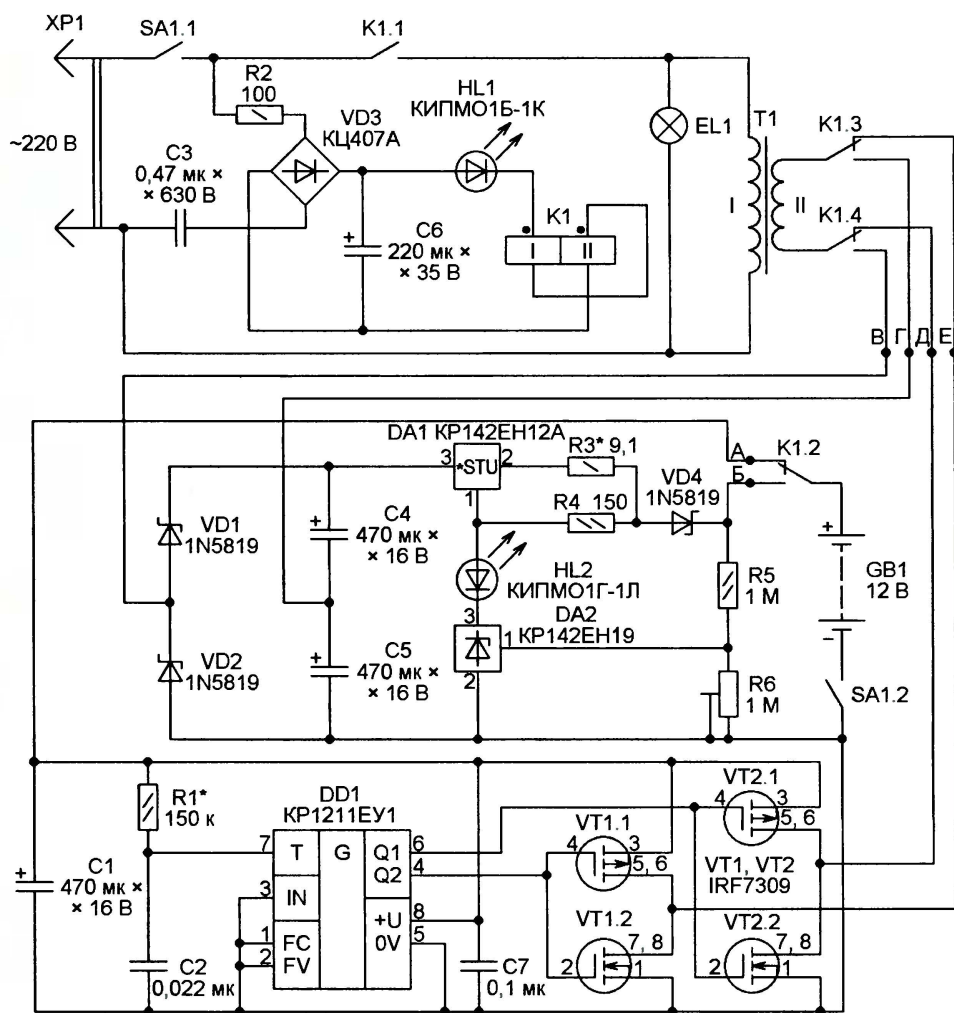 XP1
SA1.1
K1.1
R2
100
HL1
КИПМО1Б-1К
VD3
КЦ407А
~220 В
C3
0,47 мк ×
× 630 В
EL1
T1
K1.3
I
II
K1.4
K1
I
II
+
C6
220 мк ×
× 35 В
В
Г
Д
Е
DA1 КР142ЕН12А
3
*STU
2
1
R3* 9,1
R4 150
VD4
1N5819
А
Б
K1.2
VD1
1N5819
+
C4
470 мк ×
× 16 В
HL2
КИПМО1Г-1Л
R5
1 М
+
GB1
12 В
−
DA2
КР142ЕН19
3
1
2
VD2
1N5819
+
C5
470 мк ×
× 16 В
R6
1 М
SA1.2
R1*
150 к
DD1
КР1211ЕУ1
7
T
G
Q1
6
Q2
4
3
IN
1
FC
2
FV
+U
8
0V
5
+
C1
470 мк ×
× 16 В
C2
0,022 мк
C7
0,1 мк
VT1.1
4
3
5, 6
VT2.1
4
3
5, 6
VT1, VT2
IRF7309
VT1.2
7, 8
2
1
VT2.2
7, 8
2
1